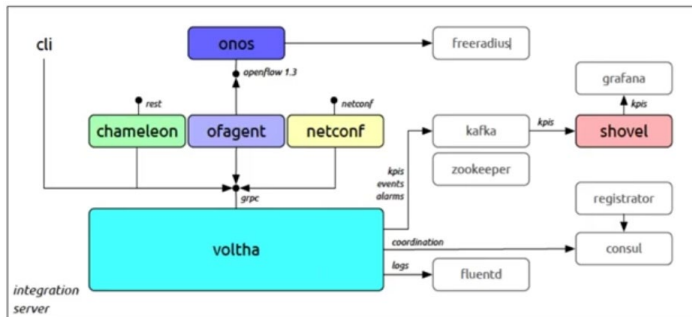 cli
onos
freeradius
openflow 1.3
grafana
rest
netconf
kpis
chameleon
ofagent
netconf
kafka
kpis
shovel
kpis
events
alarms
zookeeper
grpc
registrator
voltha
coordination
consul
logs
fluentd
integration
server